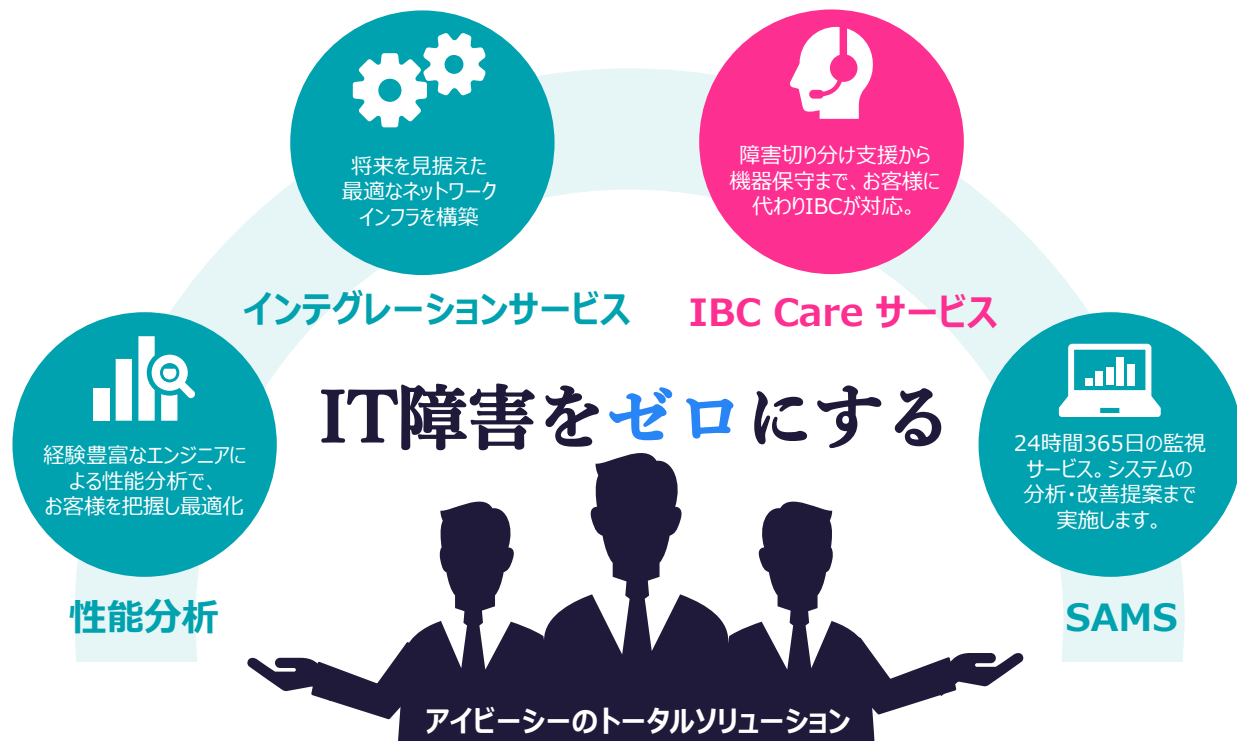 将来を見据えた
最適なネットワーク
インフラを構築
インテグレーションサービス
障害切り分け支援から
機器保守まで、お客様に
代わりIBCが対応。
IBC Care サービス
経験豊富なエンジニアに
よる性能分析で、
お客様を把握し最適化
性能分析
24時間365日の監視
サービス。システムの
分析・改善提案まで
実施します。
SAMS
IT障害をゼロにする
アイビーシーのトータルソリューション